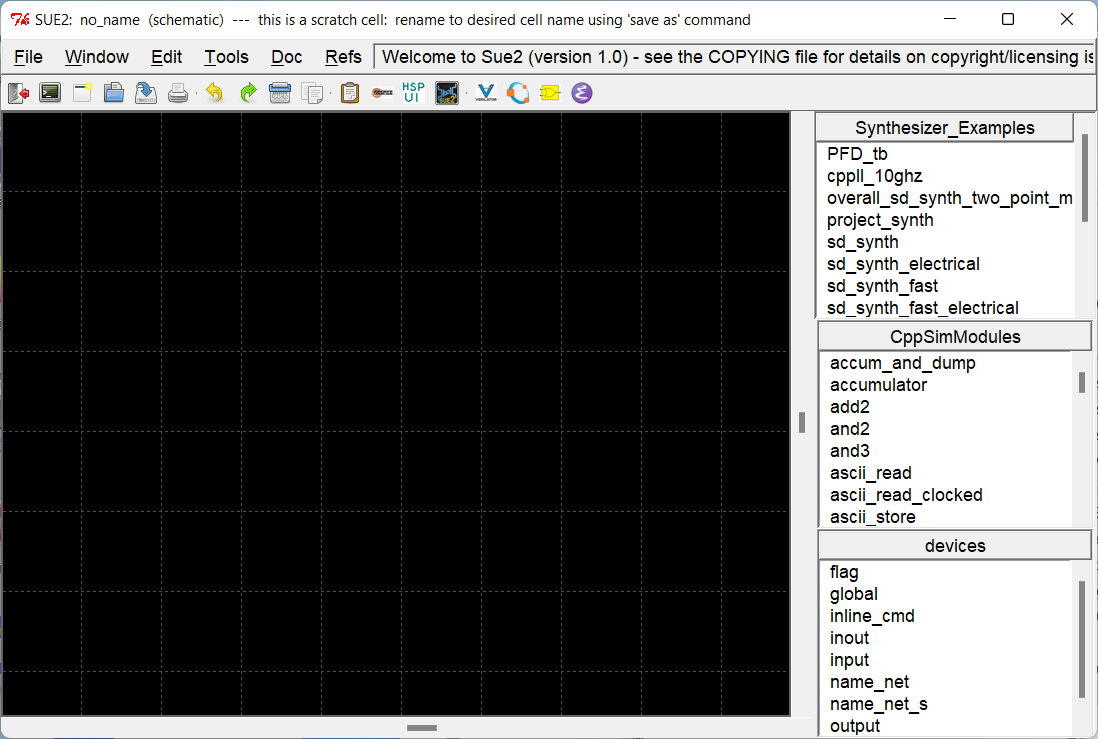 SUE2: no_name (schematic) --- this is a scratch cell: rename to desired cell name using 'save as' command
File Window Edit Tools Doc Refs Welcome to Sue2 (version 1.0) - see the COPYING file for details on copyright/licensing is
HSP
UI
SUE2
VERILATOR
Synthesizer_Examples
PFD_tb
cppll_10ghz
overall_sd_synth_two_point_m
project_synth
sd_synth
sd_synth_electrical
sd_synth_fast
sd_synth_fast_electrical
CppSimModules
accum_and_dump
accumulator
add2
and2
and3
ascii_read
ascii_read_clocked
ascii_store
devices
flag
global
inline_cmd
inout
input
name_net
name_net_s
output